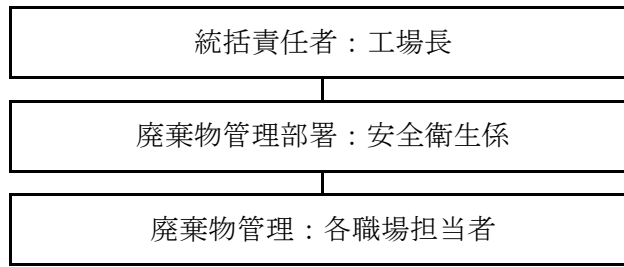 統括責任者：工場長
廃棄物管理部署：安全衛生係
廃棄物管理：各職場担当者